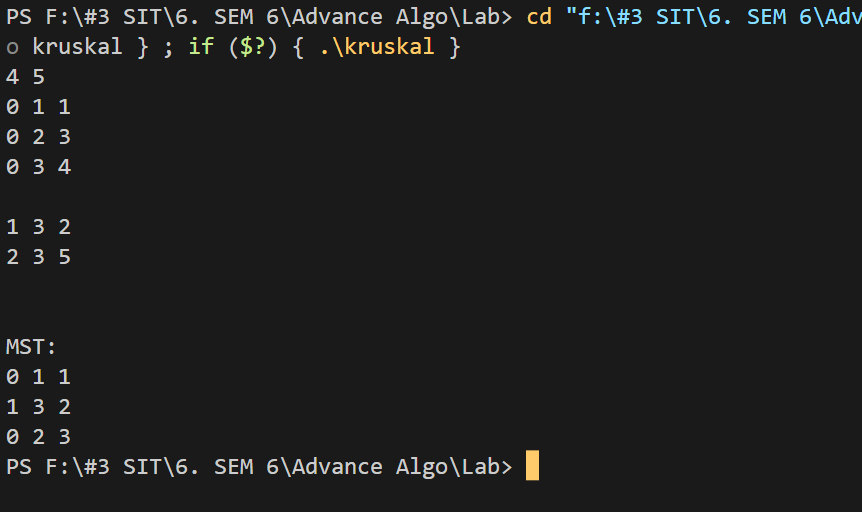 PS F:\#3 SIT\6. SEM 6\Advance Algo\Lab> cd "f:\#3 SIT\6. SEM 6\Adv
o kruskal } ; if ($?) { .\kruskal }
4 5
0 1 1
0 2 3
0 3 4
1 3 2
2 3 5
MST:
0 1 1
1 3 2
0 2 3
PS F:\#3 SIT\6. SEM 6\Advance Algo\Lab>